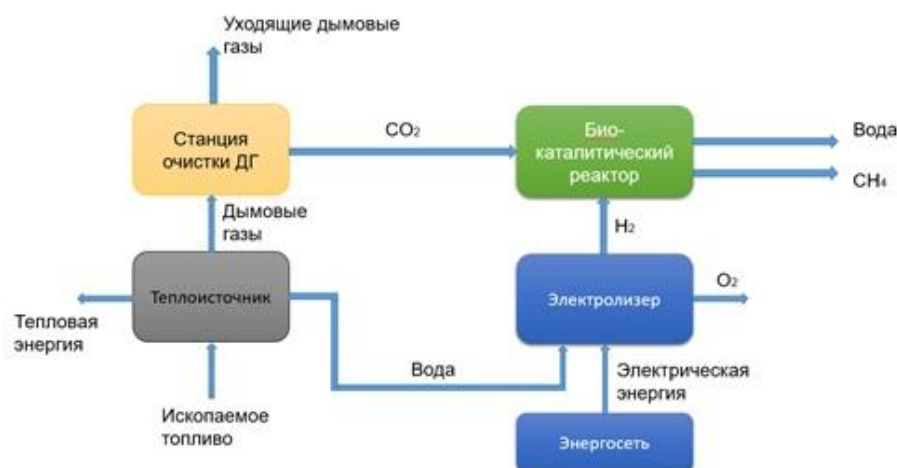 Уходящие дымовые
газы
Станция
очистки ДГ
CO₂
Био-
каталитический
реактор
Вода
CH₄
Дымовые
газы
H₂
Теплоисточник
Электролизер
O₂
Тепловая
энергия
Вода
Электрическая
энергия
Ископаемое
топливо
Энергосеть